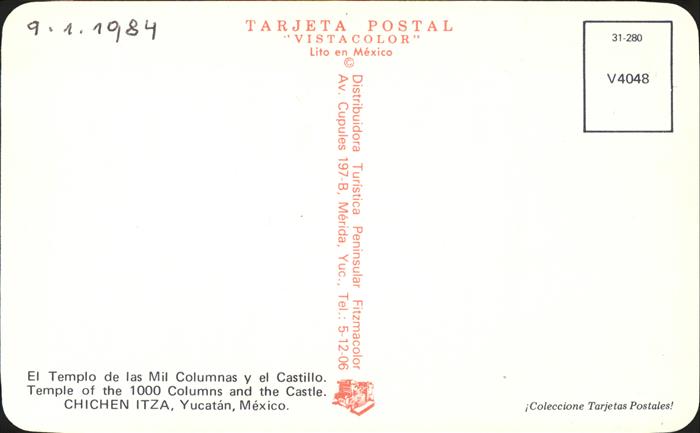 9.1.1984
TARJETA POSTAL
"VISTACOLOR"
Lito en México
©
Distribuidora Turística Peninsular Fitzmacolor
Av. Cupules 197-B, Mérida, Yuc., Tel.: 5-12-06
31-280
V4048
El Templo de las Mil Columnas y el Castillo.
Temple of the 1000 Columns and the Castle.
CHICHEN ITZA, Yucatán, México.
¡Coleccione Tarjetas Postales!